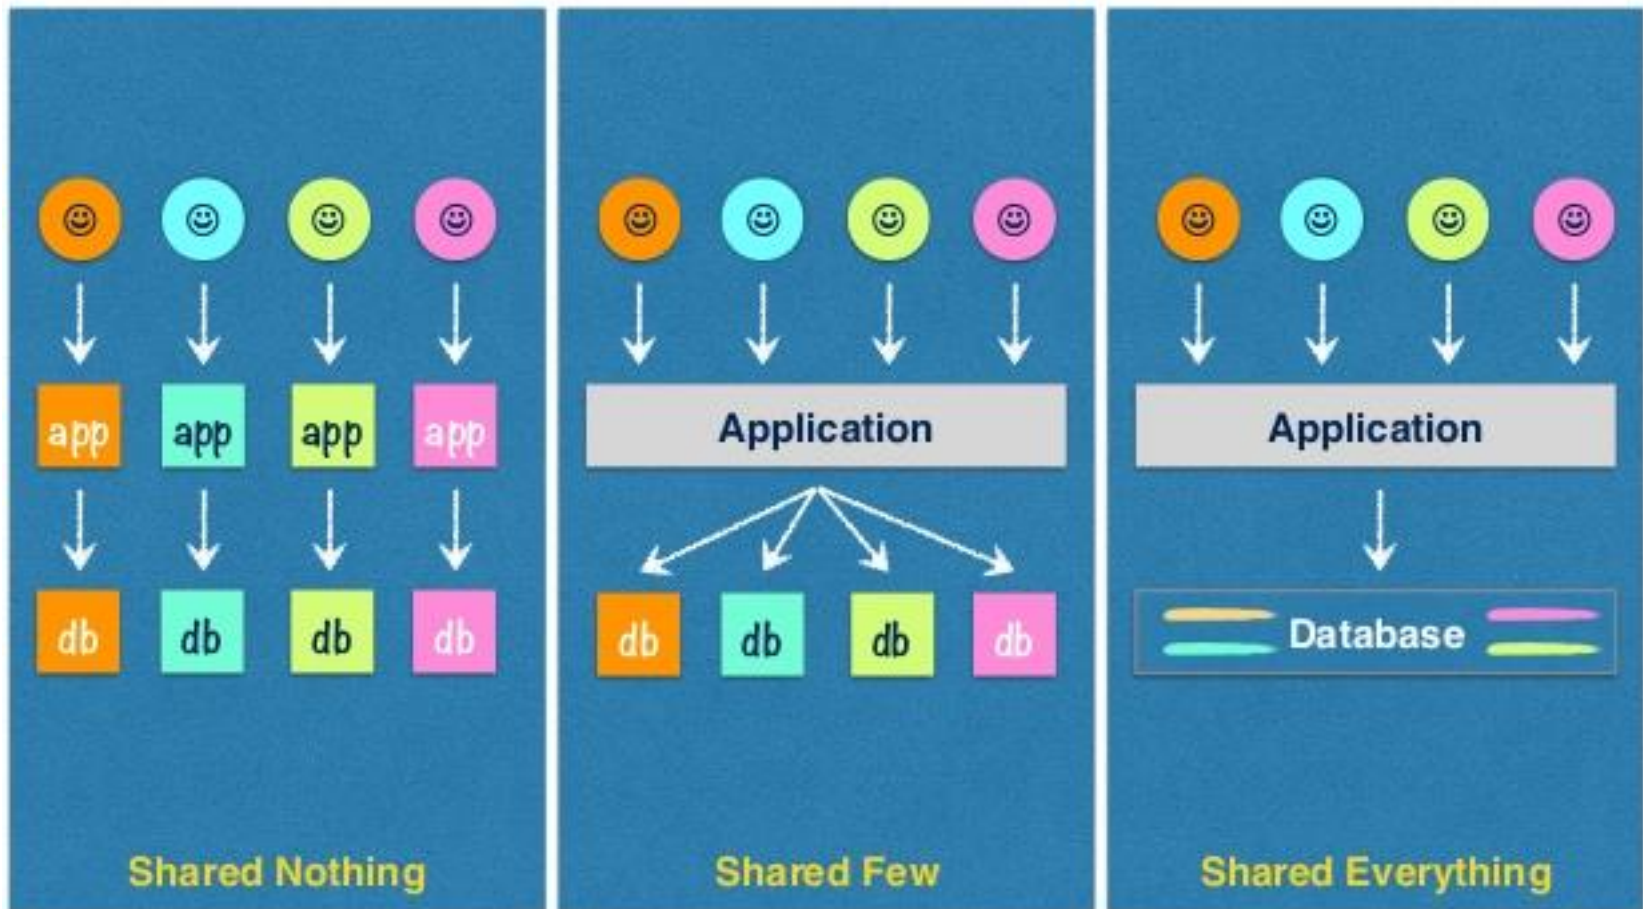 app app app app
db db db db
Shared Nothing
Application
db db db db
Shared Few
Application
Database
Shared Everything